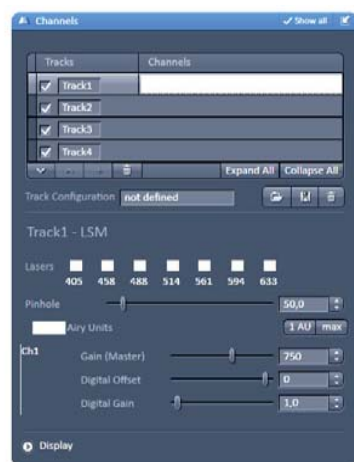 Channels Show all
Tracks Channels
Track1
Track2
Track3
Track4
Expand All Collapse All
Track Configuration not defined
Track1 - LSM
Lasers
405 458 488 514 561 594 633
Pinhole 50,0
Airy Units 1 AU max
Ch1
Gain (Master) 750
Digital Offset 0
Digital Gain 1,0
Display